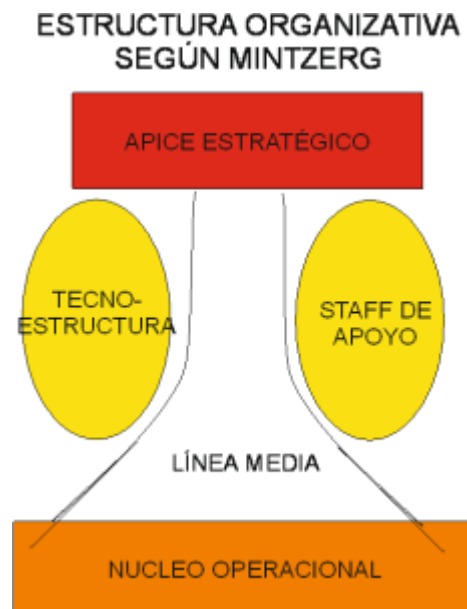 ESTRUCTURA ORGANIZATIVA
SEGÚN MINTZERG
APICE ESTRATÉGICO
TECNO-
ESTRUCTURA
STAFF DE
APOYO
LÍNEA MEDIA
NUCLEO OPERACIONAL